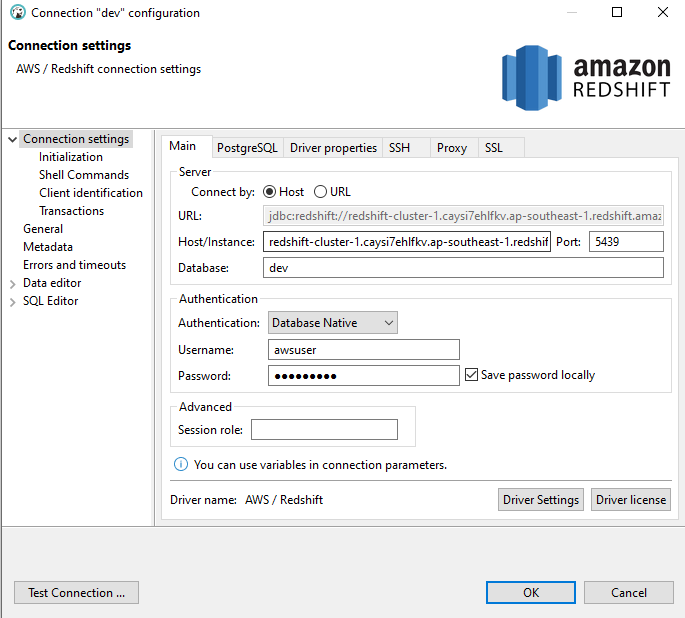 Connection "dev" configuration
Connection settings
AWS / Redshift connection settings
amazon
REDSHIFT
Connection settings
Initialization
Shell Commands
Client identification
Transactions
General
Metadata
Errors and timeouts
Data editor
SQL Editor
Main PostgreSQL Driver properties SSH Proxy SSL
Server
Connect by: Host URL
URL: jdbc:redshift://redshift-cluster-1.caysi7ehlfkv.ap-southeast-1.redshift.amaz
Host/Instance: redshift-cluster-1.caysi7ehlfkv.ap-southeast-1.redshif Port: 5439
Database: dev
Authentication
Authentication: Database Native
Username: awsuser
Password: ●●●●●●●●● Save password locally
Advanced
Session role:
You can use variables in connection parameters.
Driver name: AWS / Redshift Driver Settings Driver license
Test Connection ... OK Cancel